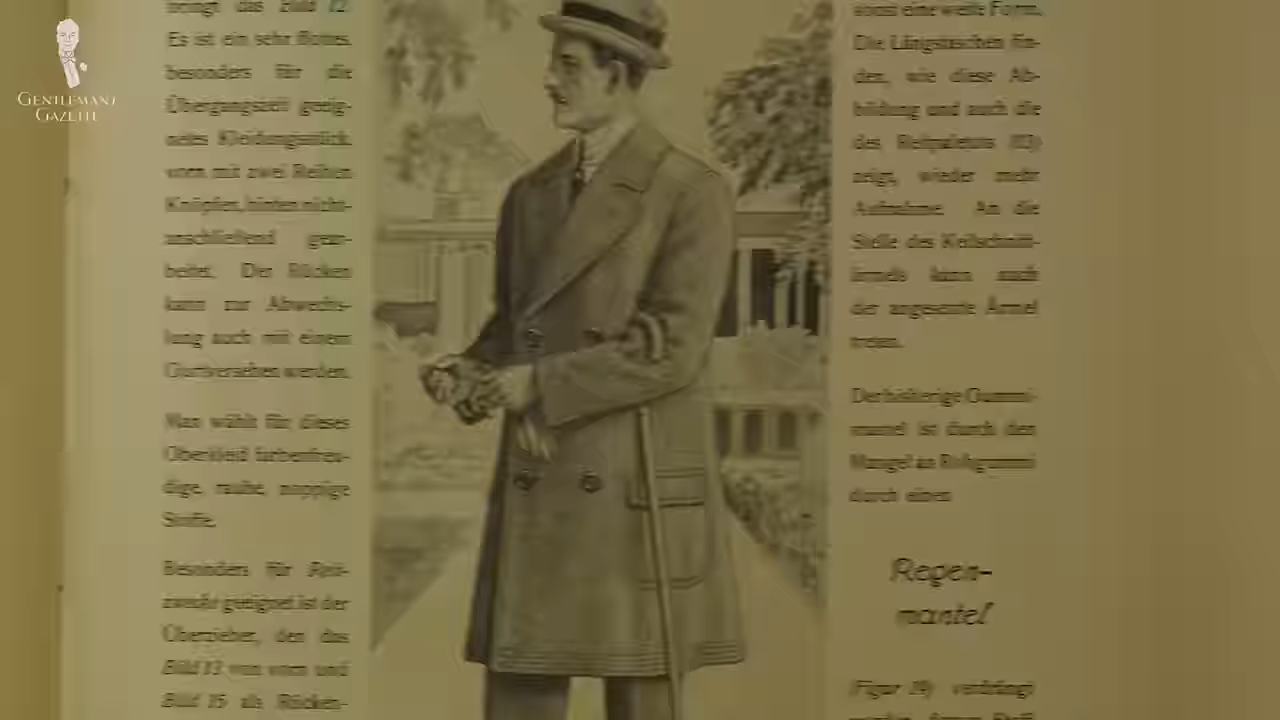 GENTLEMAN'S
GAZETTE
bringt das Bild 12.
Es ist ein sehr flottes,
besonders für die
Übergangszeit geeig-
netes Kleidungsstück,
vorn mit zwei Reihen
Knöpfen, hinten nicht-
anschließend gear-
beitet. Der Rücken
kann zur Abwechs-
lung auch mit einem
Gurt versehen werden.
Man wählt für dieses
Oberkleid farbenfreu-
dige, rauhe, noppige
Stoffe.
Besonders für Reit-
zwecke geeignet ist der
Überzieher, den das
Bild 13 von vorn und
Bild 15 als Rücken-
sonst eine weite Form.
Die Längstaschen fin-
den, wie diese Ab-
bildung und auch die
des Reitpaletots (13)
zeigt, wieder mehr
Aufnahme. An die
Stelle des Keilschnitt-
ärmels kann auch
der angesetzte Ärmel
treten.
Der bisherige Gummi-
mantel ist durch den
Mangel an Rohgummi
durch einen
Regen-
mantel
(Figur 19) verdrängt